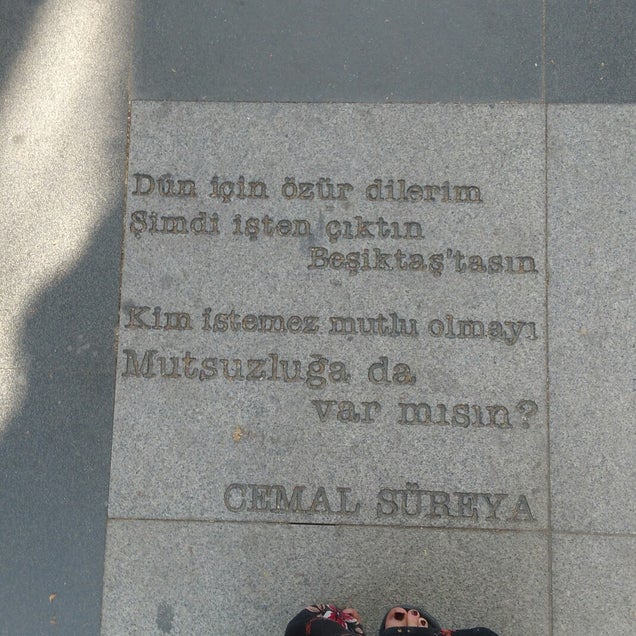 Dün için özür dilerim
Şimdi işten çıktın
Beşiktaş'tasın
Kim istemez mutlu olmayı
Mutsuzluğa da
var mısın?
CEMAL SÜREYA